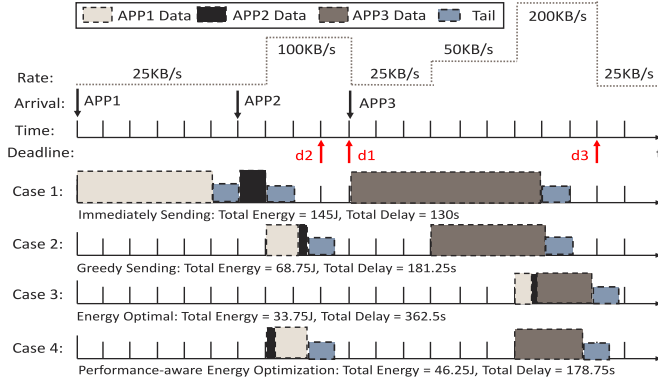 APP1 Data APP2 Data APP3 Data Tail
200KB/s
100KB/s
50KB/s
Rate: 25KB/s 25KB/s 25KB/s
Arrival: APP1 APP2 APP3
Time:
Deadline: d2 d1 d3 t
Case 1:
Immediately Sending: Total Energy = 145J, Total Delay = 130s
Case 2:
Greedy Sending: Total Energy = 68.75J, Total Delay = 181.25s
Case 3:
Energy Optimal: Total Energy = 33.75J, Total Delay = 362.5s
Case 4:
Performance-aware Energy Optimization: Total Energy = 46.25J, Total Delay = 178.75s